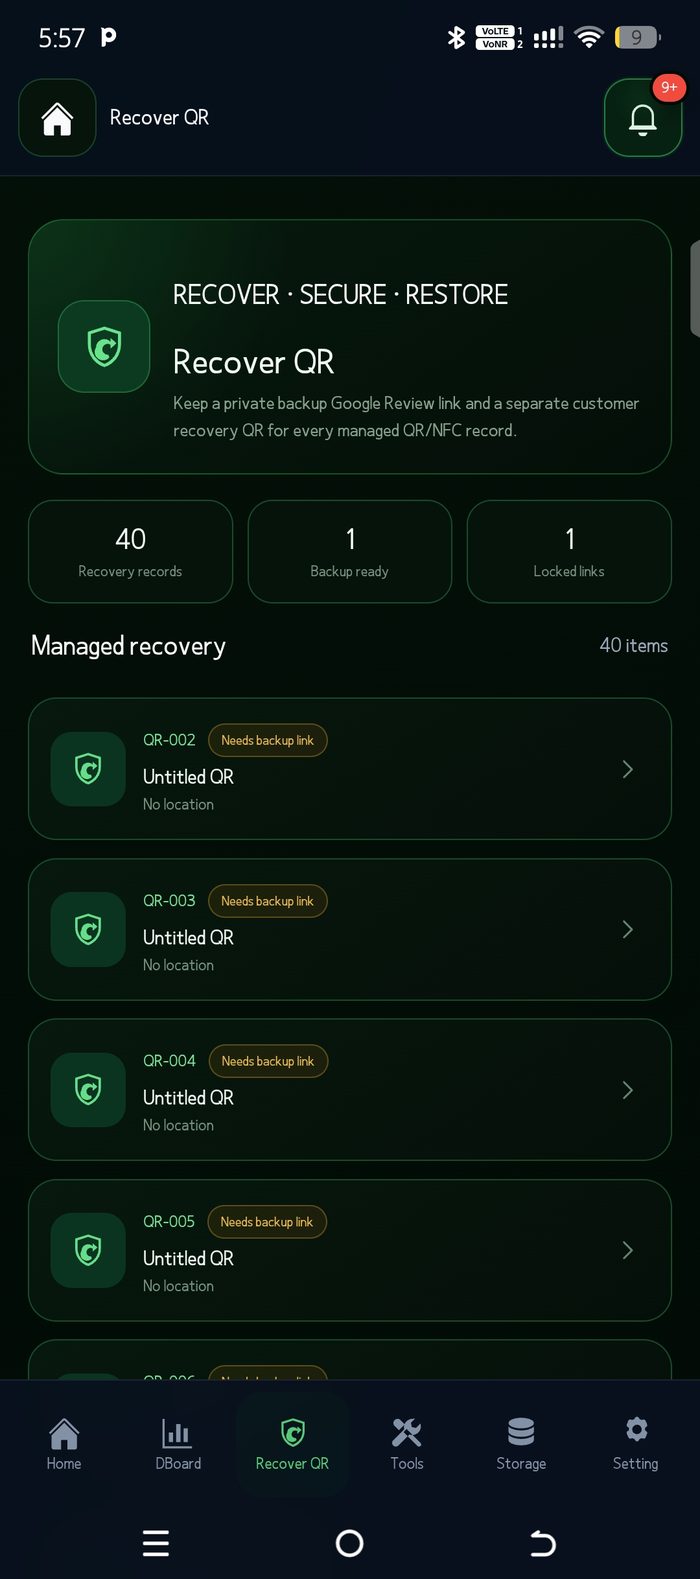 5:57
VoLTE 1
VoNR 2
9
Recover QR
9+
RECOVER · SECURE · RESTORE
Recover QR
Keep a private backup Google Review link and a separate customer
recovery QR for every managed QR/NFC record.
40
Recovery records
1
Backup ready
1
Locked links
Managed recovery
40 items
QR-002
Needs backup link
Untitled QR
No location
QR-003
Needs backup link
Untitled QR
No location
QR-004
Needs backup link
Untitled QR
No location
QR-005
Needs backup link
Untitled QR
No location
Home
DBoard
Recover QR
Tools
Storage
Setting